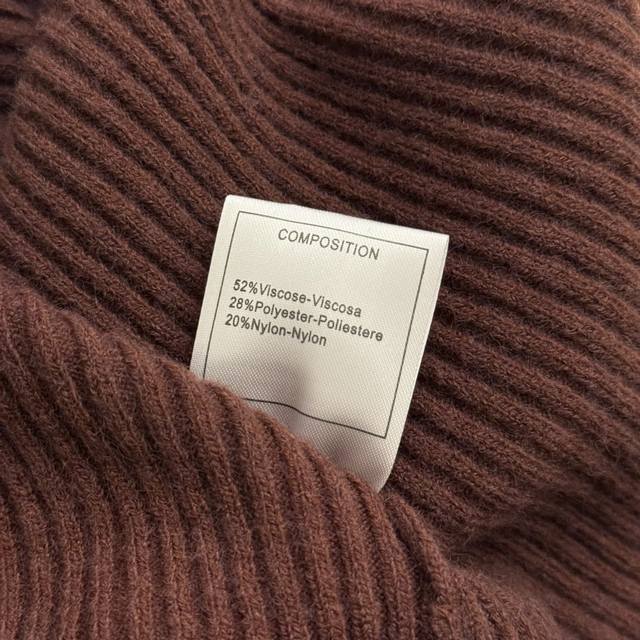 COMPOSITION
52%Viscose-Viscosa
28%Polyester-Poliestere
20%Nylon-Nylon